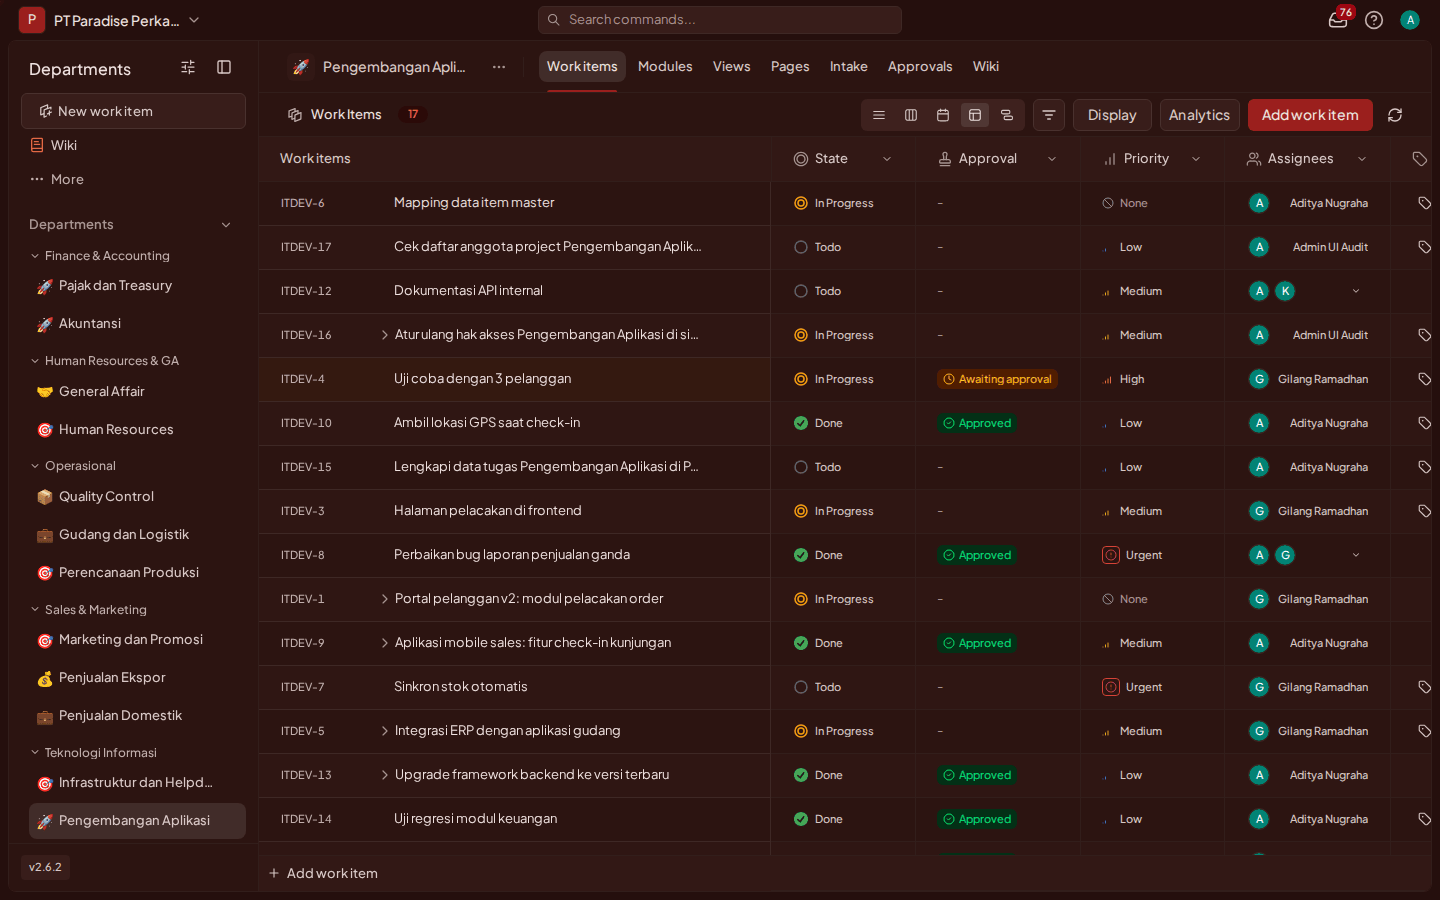 P PT Paradise Perka...
Search commands...
76
A
Departments
New work item
Wiki
More
Departments
Finance & Accounting
Pajak dan Treasury
Akuntansi
Human Resources & GA
General Affair
Human Resources
Operasional
Quality Control
Gudang dan Logistik
Perencanaan Produksi
Sales & Marketing
Marketing dan Promosi
Penjualan Ekspor
Penjualan Domestik
Teknologi Informasi
Infrastruktur dan Helpd...
Pengembangan Aplikasi
v2.6.2
Pengembangan Apli... Work items Modules Views Pages Intake Approvals Wiki
Work Items 17 Display Analytics Add work item
Work items State Approval Priority Assignees
ITDEV-6 Mapping data item master In Progress – None A Aditya Nugraha
ITDEV-17 Cek daftar anggota project Pengembangan Aplik... Todo – Low A Admin UI Audit
ITDEV-12 Dokumentasi API internal Todo – Medium A K
ITDEV-16 Atur ulang hak akses Pengembangan Aplikasi di si... In Progress – Medium A Admin UI Audit
ITDEV-4 Uji coba dengan 3 pelanggan In Progress Awaiting approval High G Gilang Ramadhan
ITDEV-10 Ambil lokasi GPS saat check-in Done Approved Low A Aditya Nugraha
ITDEV-15 Lengkapi data tugas Pengembangan Aplikasi di P... Todo – Low A Aditya Nugraha
ITDEV-3 Halaman pelacakan di frontend In Progress – Medium G Gilang Ramadhan
ITDEV-8 Perbaikan bug laporan penjualan ganda Done Approved Urgent A G
ITDEV-1 Portal pelanggan v2: modul pelacakan order In Progress – None G Gilang Ramadhan
ITDEV-9 Aplikasi mobile sales: fitur check-in kunjungan Done Approved Medium A Aditya Nugraha
ITDEV-7 Sinkron stok otomatis Todo – Urgent G Gilang Ramadhan
ITDEV-5 Integrasi ERP dengan aplikasi gudang In Progress – Medium G Gilang Ramadhan
ITDEV-13 Upgrade framework backend ke versi terbaru Done Approved Low A Aditya Nugraha
ITDEV-14 Uji regresi modul keuangan Done Approved Low A Aditya Nugraha
Add work item